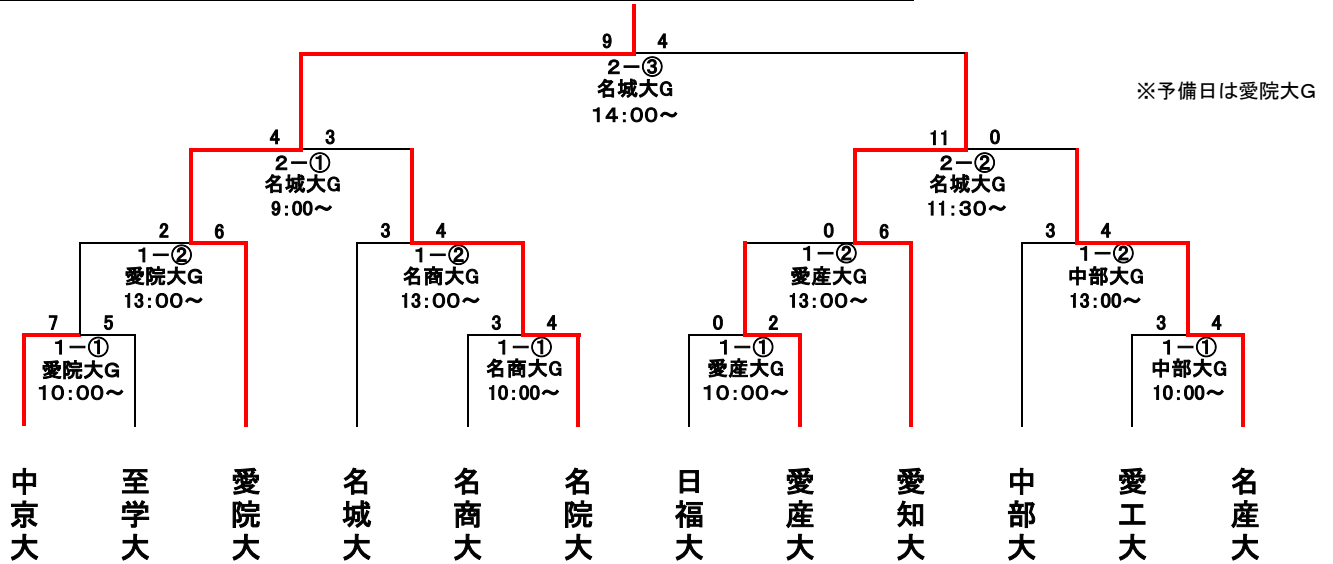 9 4
2－③
名城大G
14:00～
※予備日は愛院大G
4 3
2－①
名城大G
9:00～
11 0
2－②
名城大G
11:30～
2 6
1－②
愛院大G
13:00～
3 4
1－②
名商大G
13:00～
0 6
1－②
愛産大G
13:00～
3 4
1－②
中部大G
13:00～
7 5
1－①
愛院大G
10:00～
3 4
1－①
名商大G
10:00～
0 2
1－①
愛産大G
10:00～
3 4
1－①
中部大G
10:00～
中京大
至学大
愛院大
名城大
名商大
名院大
日福大
愛産大
愛知大
中部大
愛工大
名産大